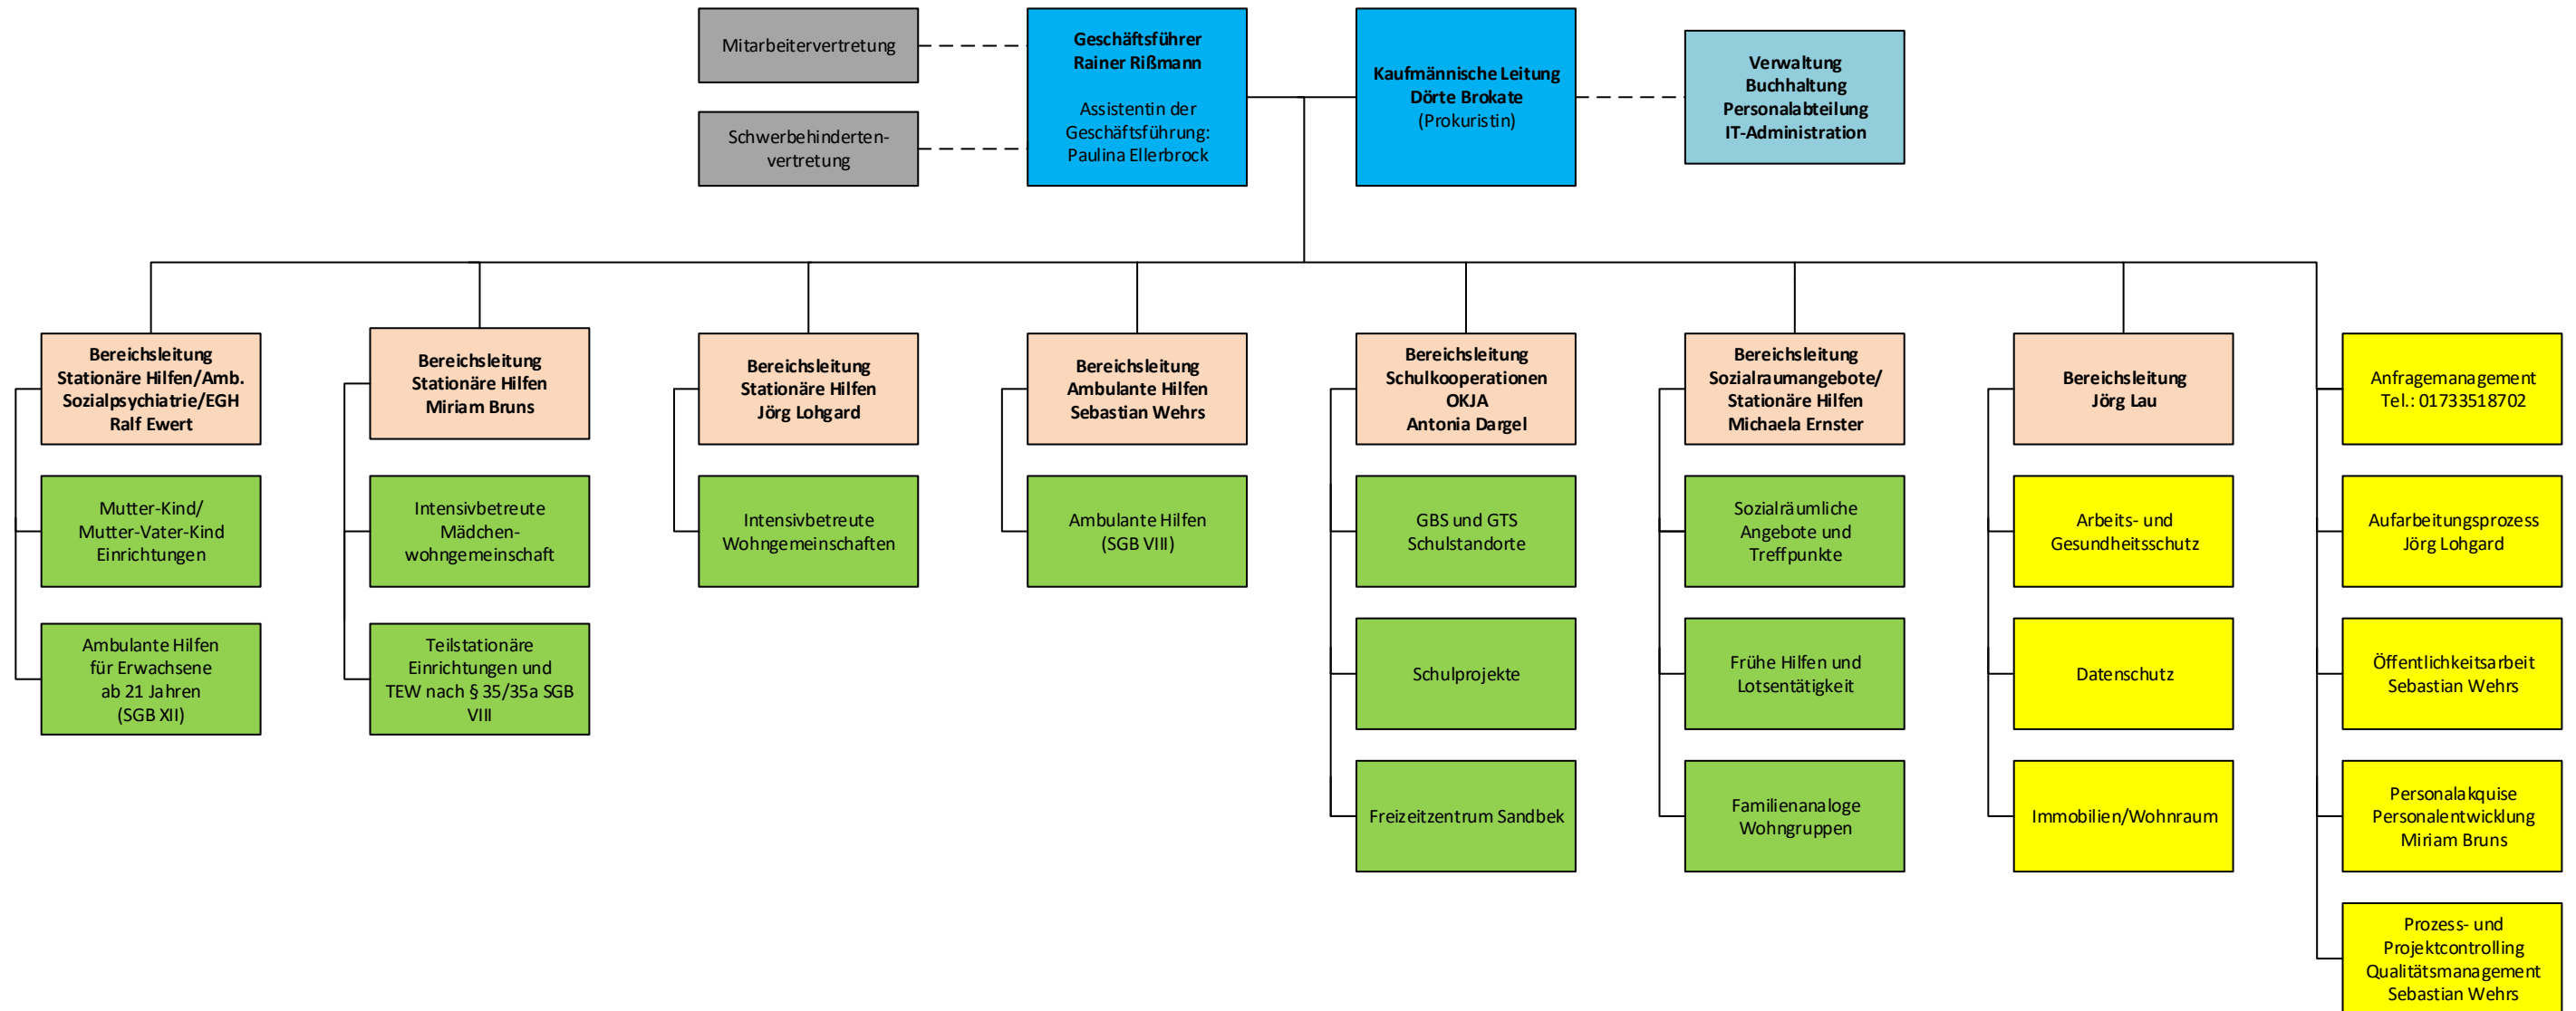 Mitarbeitervertretung
Schwerbehinderten-
vertretung
Geschäftsführer
Rainer Rißmann
Assistentin der
Geschäftsführung:
Paulina Ellerbrock
Kaufmännische Leitung
Dörte Brokate
(Prokuristin)
Verwaltung
Buchhaltung
Personalabteilung
IT-Administration
Bereichsleitung
Stationäre Hilfen/Amb.
Sozialpsychiatrie/EGH
Ralf Ewert
Mutter-Kind/
Mutter-Vater-Kind
Einrichtungen
Ambulante Hilfen
für Erwachsene
ab 21 Jahren
(SGB XII)
Bereichsleitung
Stationäre Hilfen
Miriam Bruns
Intensivbetreute
Mädchen-
wohngemeinschaft
Teilstationäre
Einrichtungen und
TEW nach § 35/35a SGB
VIII
Bereichsleitung
Stationäre Hilfen
Jörg Lohgard
Intensivbetreute
Wohngemeinschaften
Bereichsleitung
Ambulante Hilfen
Sebastian Wehrs
Ambulante Hilfen
(SGB VIII)
Bereichsleitung
Schulkooperationen
OKJA
Antonia Dargel
GBS und GTS
Schulstandorte
Schulprojekte
Freizeitzentrum Sandbek
Bereichsleitung
Sozialraumangebote/
Stationäre Hilfen
Michaela Ernster
Sozialräumliche
Angebote und
Treffpunkte
Frühe Hilfen und
Lotsentätigkeit
Familienanaloge
Wohngruppen
Bereichsleitung
Jörg Lau
Arbeits- und
Gesundheitsschutz
Datenschutz
Immobilien/Wohnraum
Anfragemanagement
Tel.: 01733518702
Aufarbeitungsprozess
Jörg Lohgard
Öffentlichkeitsarbeit
Sebastian Wehrs
Personalakquise
Personalentwicklung
Miriam Bruns
Prozess- und
Projektcontrolling
Qualitätsmanagement
Sebastian Wehrs